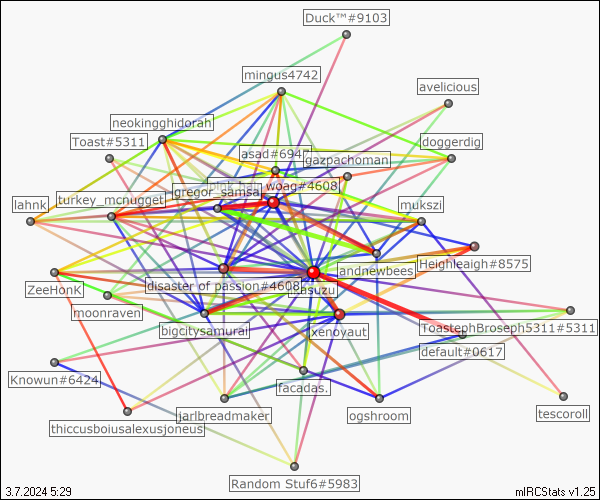 Duck™#9103
mingus4742
avelicious
neokingghidorah
Toast#5311
doggerdig
asad#694
gazpachoman
gregor_samsa
woag#4608
lahnk
turkey_mcnugget
mukszi
Heighleaigh#8575
andnewbees
disaster of passion#4608
ZeeHonK
moonraven
bigcitysamurai
xenoyaut
ToastephBroseph5311#5311
default#0617
Knowun#6424
facadas.
jarlbreadmaker
ogshroom
tescoroll
thiccusboiusalexusjoneus
Random Stuf6#5983
3.7.2024 5:29
mIRCStats v1.25